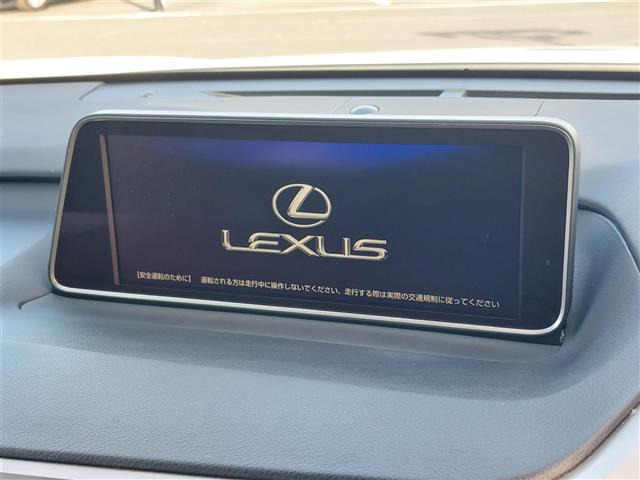 LEXUS
【安全運転のために】 運転される方は走行中に操作しないでください。走行する際は実際の交通規制に従ってください